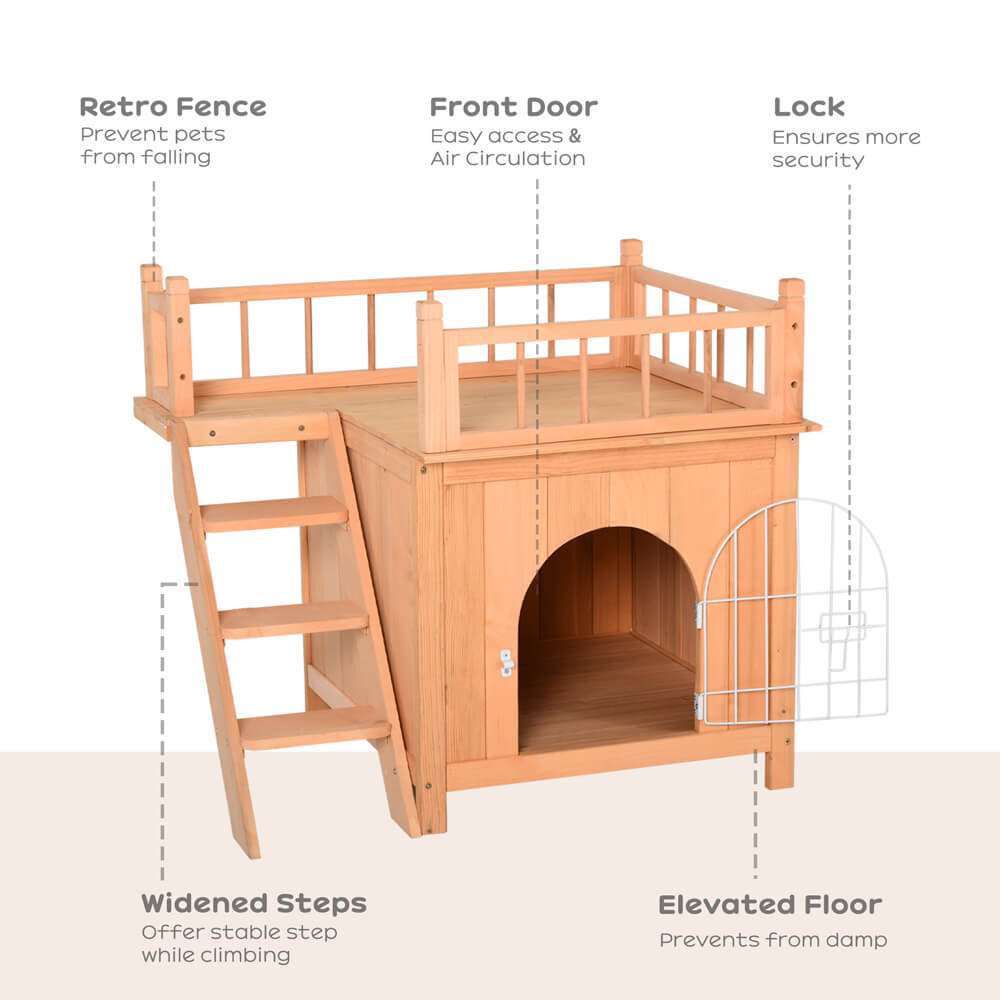 Retro Fence
Prevent pets
from falling
Front Door
Easy access &
Air Circulation
Lock
Ensures more
security
Widened Steps
Offer stable step
while climbing
Elevated Floor
Prevents from damp